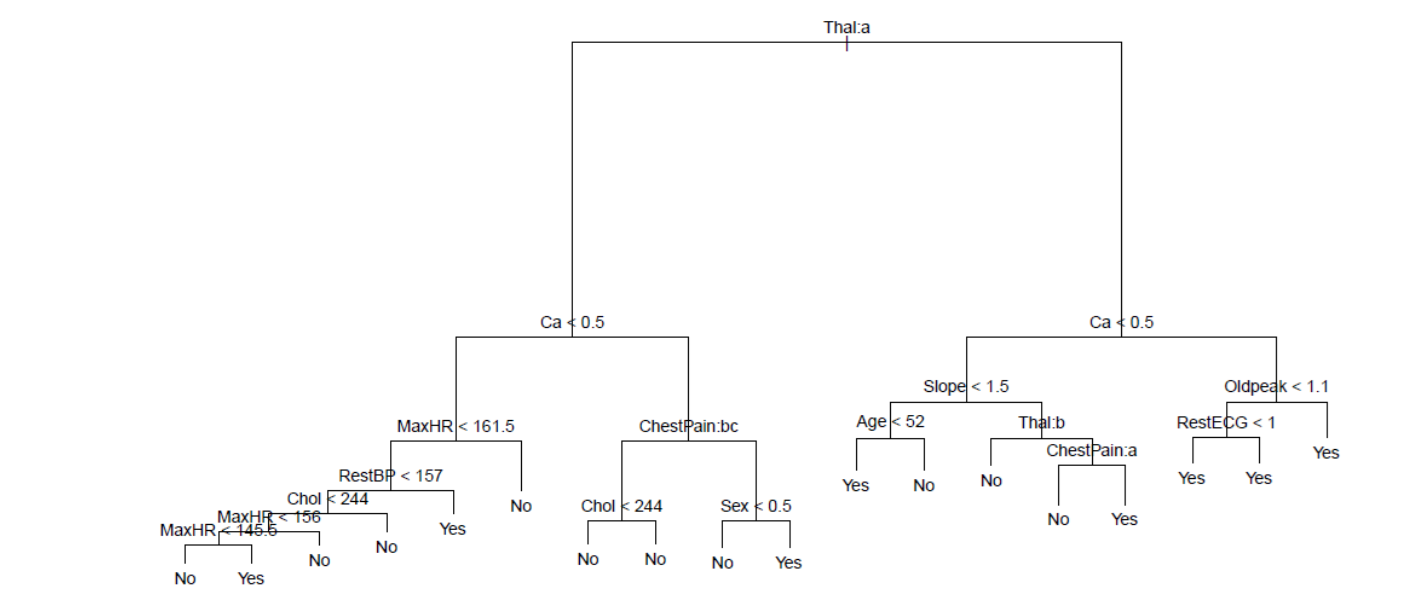 Thal:a
Ca < 0.5
Ca < 0.5
Slope < 1.5
Oldpeak < 1.1
MaxHR < 161.5
ChestPain:bc
Age < 52
Thal:b
RestECG < 1
ChestPain:a
Yes
RestBP < 157
Yes
No
No
Yes
Yes
Chol < 244
No
Chol < 244
Sex < 0.5
No
Yes
MaxHR < 156
Yes
MaxHR < 145.5
No
No
No
No
No
Yes
No
Yes